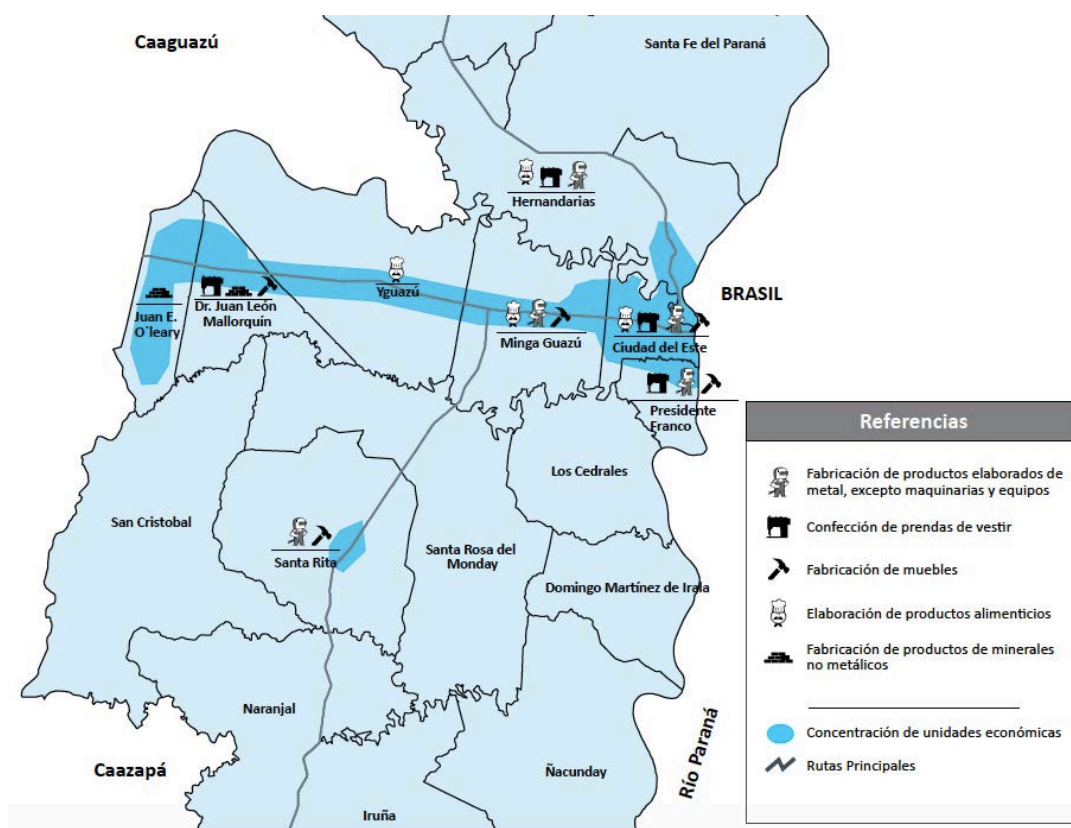 Caaguazú
Santa Fe del Paraná
Hernandarias
BRASIL
Yguazú
Juan E.
O`leary
Dr. Juan León
Mallorquín
Minga Guazú
Ciudad del Este
Presidente
Franco
Los Cedrales
San Cristobal
Santa Rita
Santa Rosa del
Monday
Domingo Martínez de Irala
Naranjal
Caazapá
Ñacunday
Río Paraná
Iruña
Referencias
Fabricación de productos elaborados de
metal, excepto maquinarias y equipos
Confección de prendas de vestir
Fabricación de muebles
Elaboración de productos alimenticios
Fabricación de productos de minerales
no metálicos
Concentración de unidades económicas
Rutas Principales